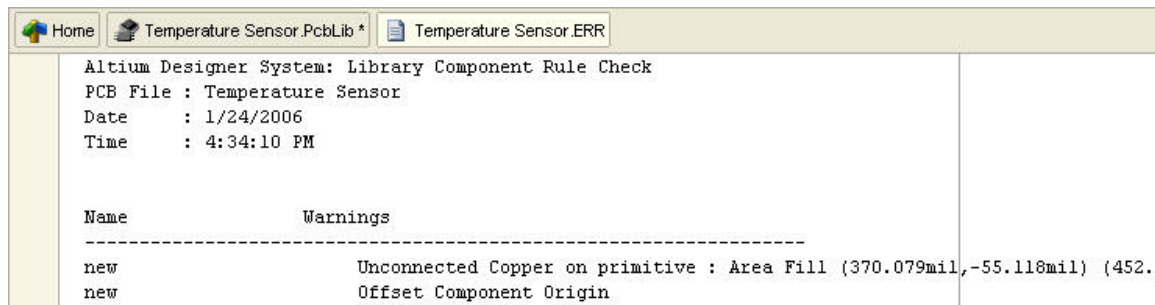 Home Temperature Sensor.PcbLib * Temperature Sensor.ERR
Altium Designer System: Library Component Rule Check
PCB File : Temperature Sensor
Date : 1/24/2006
Time : 4:34:10 PM
Name Warnings
------------------------------------------------------------------
new Unconnected Copper on primitive : Area Fill (370.079mil,-55.118mil) (452.
new Offset Component Origin